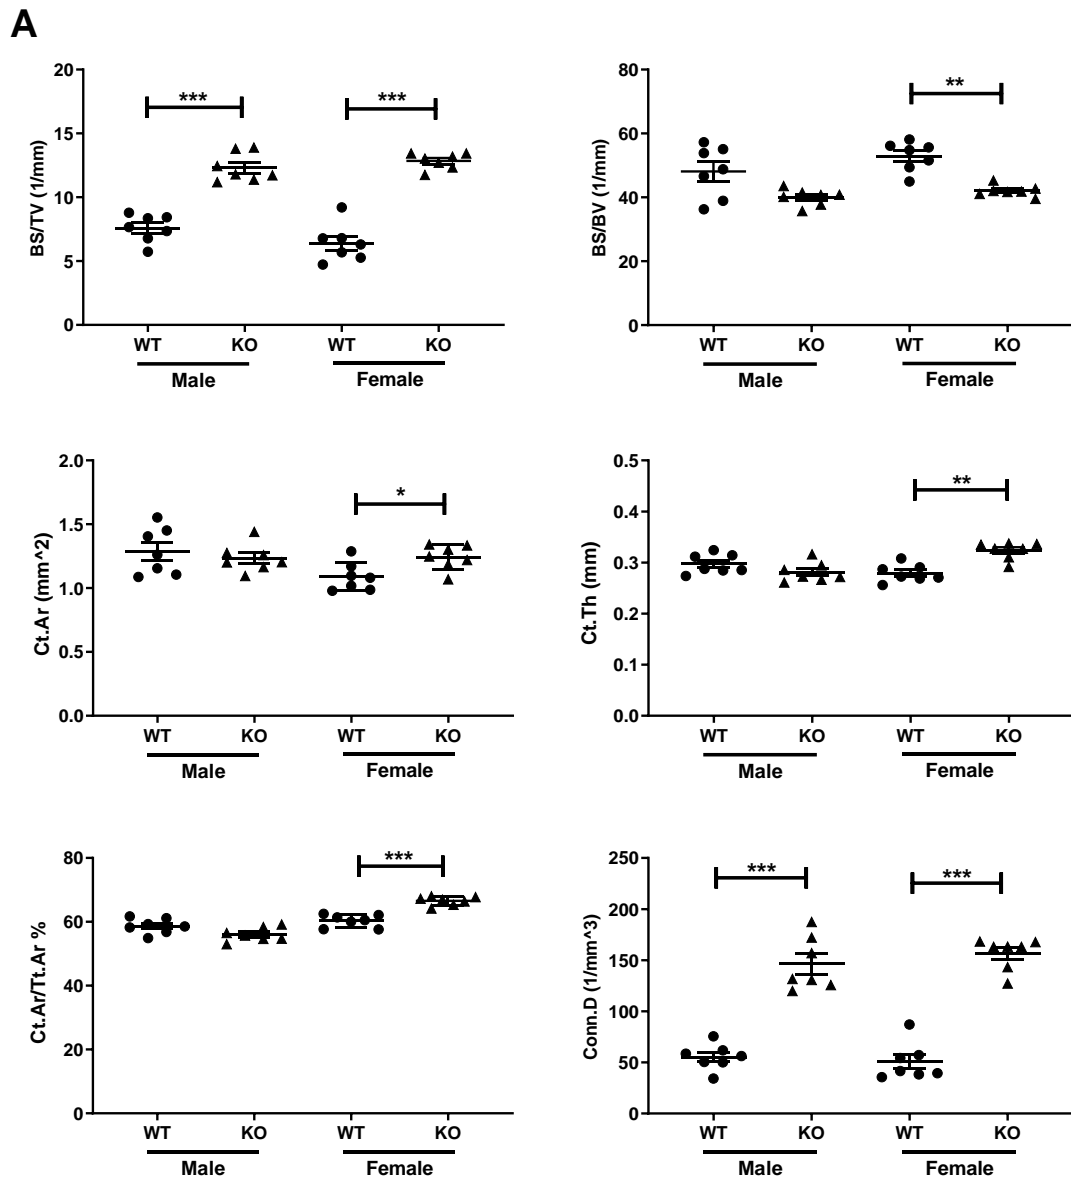 A
BS/TV (1/mm)
20
15
10
5
0
***
***
WT
KO
WT
KO
Male
Female
BS/BV (1/mm)
80
60
40
20
0
**
WT
KO
WT
KO
Male
Female
Ct.Ar (mm^2)
2.0
1.5
1.0
0.5
0.0
*
WT
KO
WT
KO
Male
Female
Ct.Th (mm)
0.5
0.4
0.3
0.2
0.1
0.0
**
WT
KO
WT
KO
Male
Female
Ct.Ar/Tt.Ar %
80
60
40
20
0
***
WT
KO
WT
KO
Male
Female
Conn.D (1/mm^3)
250
200
150
100
50
0
***
***
WT
KO
WT
KO
Male
Female